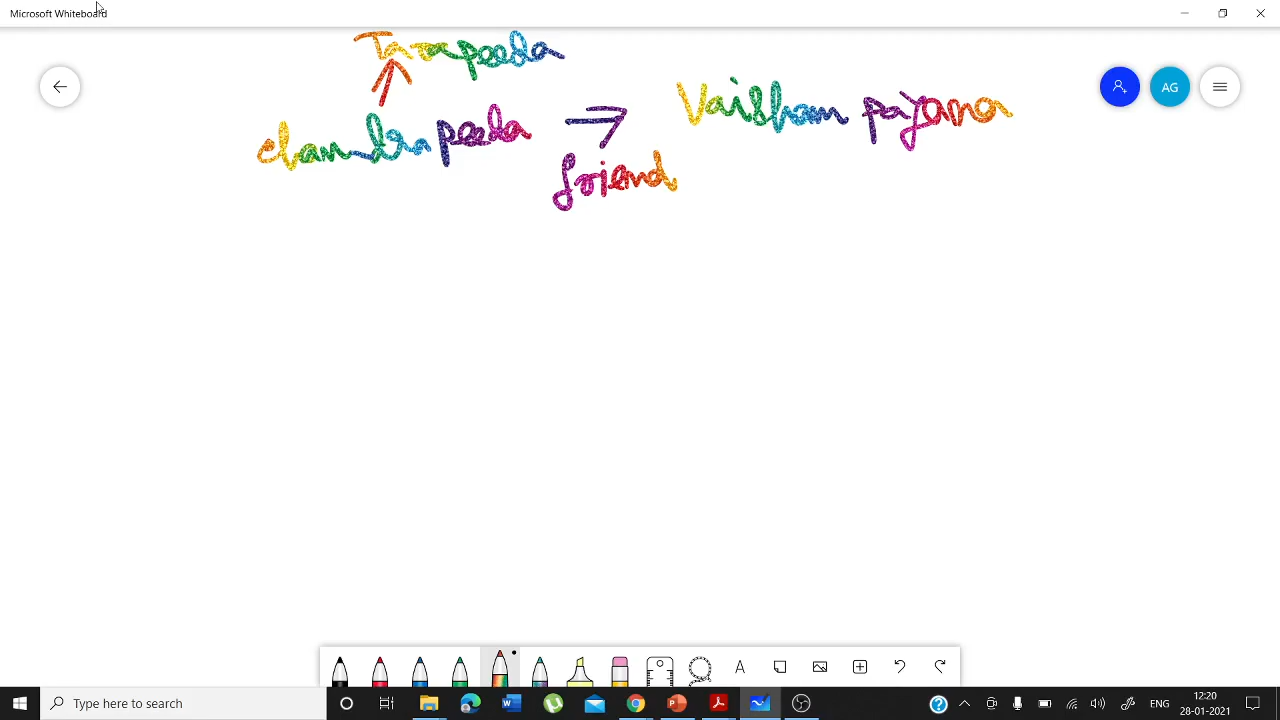 Microsoft Whiteboard
Tarapeeda
chandrapeeda → Vaishampayana
friend
AG
A
Type here to search
ENG
12:20
28-01-2021